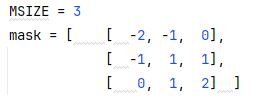 MSIZE = 3
mask = [    [  -2, -1,  0],
            [  -1,  1,  1],
            [   0,  1,  2]  ]